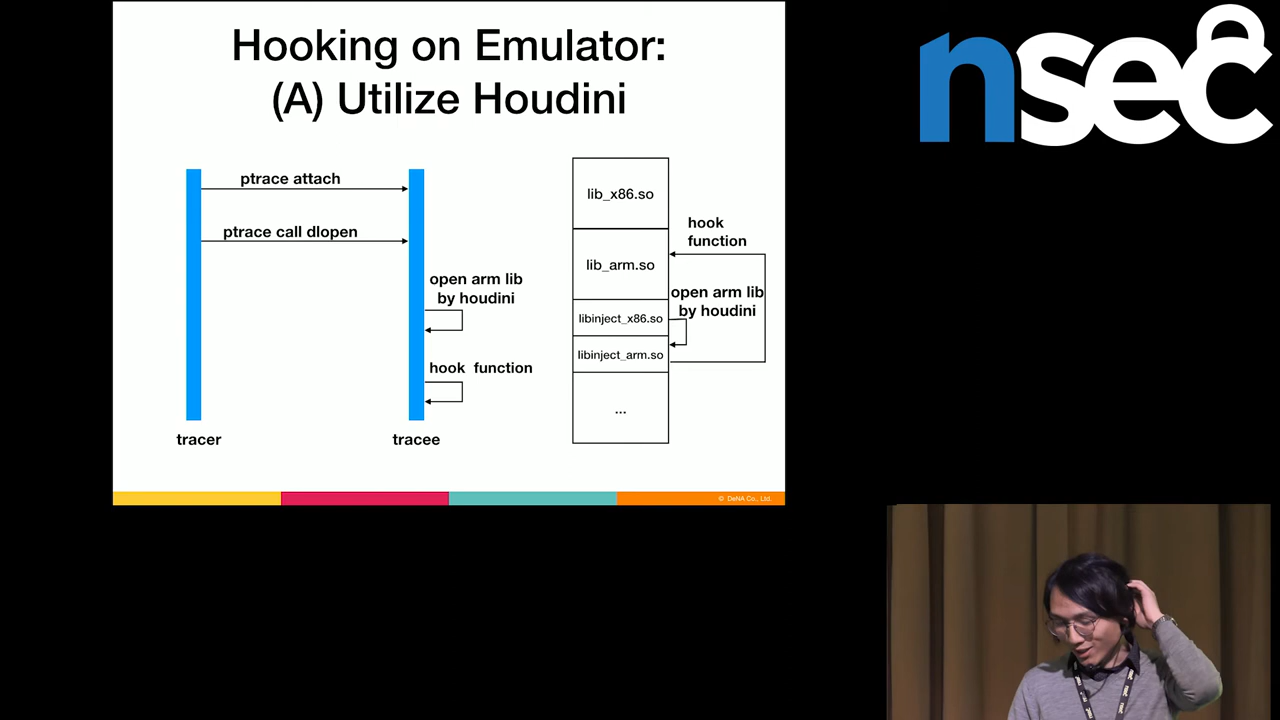 Hooking on Emulator:
(A) Utilize Houdini
ptrace attach
ptrace call dlopen
open arm lib
by houdini
hook function
tracer
tracee
lib_x86.so
lib_arm.so
libinject_x86.so
libinject_arm.so
...
hook
function
open arm lib
by houdini
© DeNA Co., Ltd.
nsec